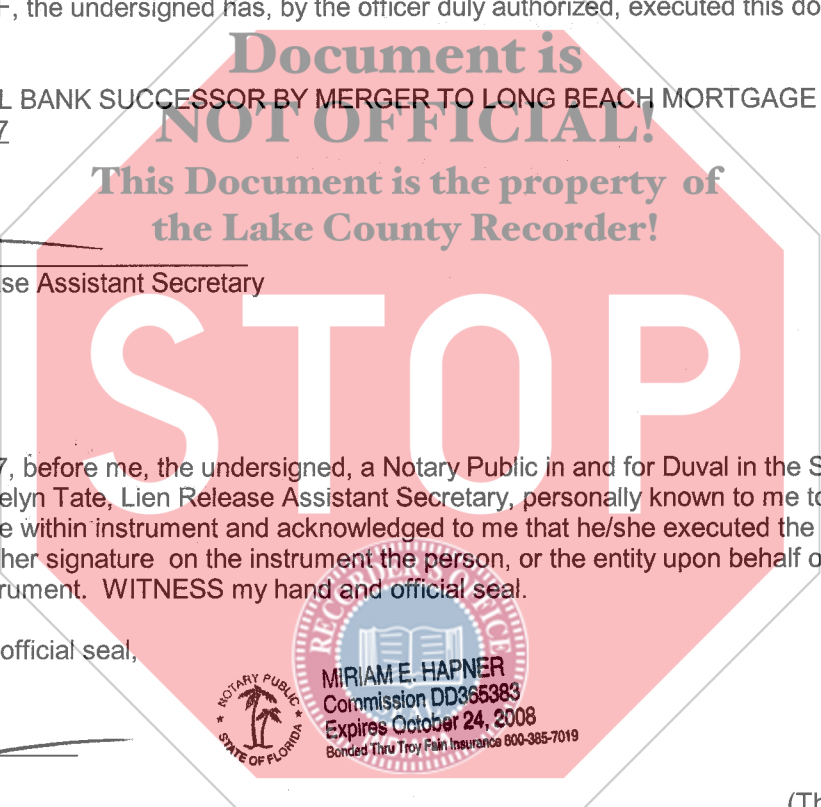 F, the undersigned has, by the officer duly authorized, executed this do
Document is
L BANK SUCCESSOR BY MERGER TO LONG BEACH MORTGAGE
7
NOT OFFICIAL!
This Document is the property of
the Lake County Recorder!
se Assistant Secretary
STOP
7, before me, the undersigned, a Notary Public in and for Duval in the S
elyn Tate, Lien Release Assistant Secretary, personally known to me to
e within instrument and acknowledged to me that he/she executed the
her signature on the instrument the person, or the entity upon behalf o
rument. WITNESS my hand and official seal.
RECORDER'S OFFICE
official seal,
NOTARY PUBLIC
STATE OF FLORIDA
MIRIAM E. HAPNER
Commission DD365383
Expires October 24, 2008
Bonded Thru Troy Fain Insurance 800-385-7019
SEAL
INDIANA
(Th